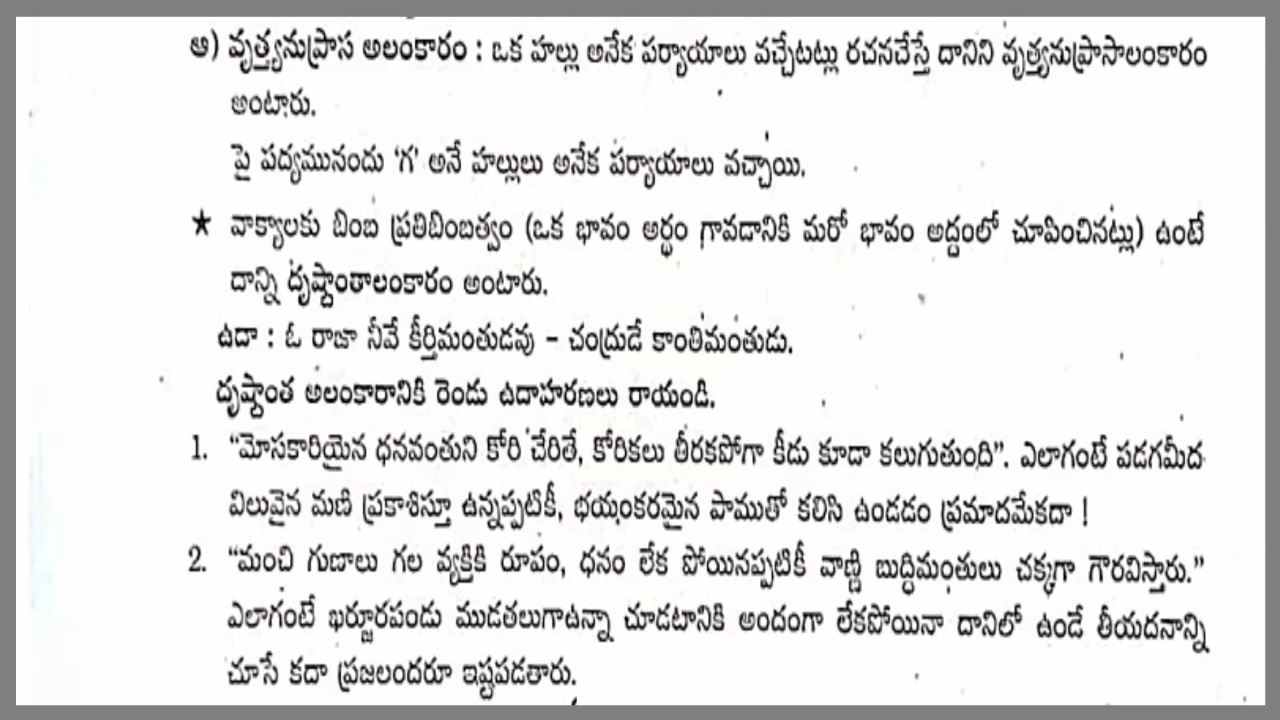 ఆ) వృత్త్యనుప్రాస అలంకారం : ఒక హల్లు అనేక పర్యాయాలు వచ్చేటట్లు రచనచేస్తే దానిని వృత్త్యనుప్రాసాలంకారం
అంటారు.
పై పద్యమునందు 'గ' అనే హల్లులు అనేక పర్యాయాలు వచ్చాయి.
★ వాక్యాలకు బింబ ప్రతిబింబత్వం (ఒక భావం అర్థం గావడానికి మరో భావం అద్దంలో చూపించినట్లు) ఉంటే
దాన్ని దృష్టాంతాలంకారం అంటారు.
ఉదా : ఓ రాజా నీవే కీర్తిమంతుడవు – చంద్రుడే కాంతిమంతుడు.
దృష్టాంత అలంకారానికి రెండు ఉదాహరణలు రాయండి.
1. "మోసకారియైన ధనవంతుని కోరి చేరితే, కోరికలు తీరకపోగా కీడు కూడా కలుగుతుంది". ఎలాగంటే పడగమీద
విలువైన మణి ప్రకాశిస్తూ ఉన్నప్పటికీ, భయంకరమైన పాముతో కలిసి ఉండడం ప్రమాదమేకదా !
2. "మంచి గుణాలు గల వ్యక్తికి రూపం, ధనం లేక పోయినప్పటికీ వాణ్ణి బుద్ధిమంతులు చక్కగా గౌరవిస్తారు."
ఎలాగంటే ఖర్జూరపండు ముడతలుగాఉన్నా చూడటానికి అందంగా లేకపోయినా దానిలో ఉండే తీయదనాన్ని
చూసే కదా ప్రజలందరూ ఇష్టపడతారు.